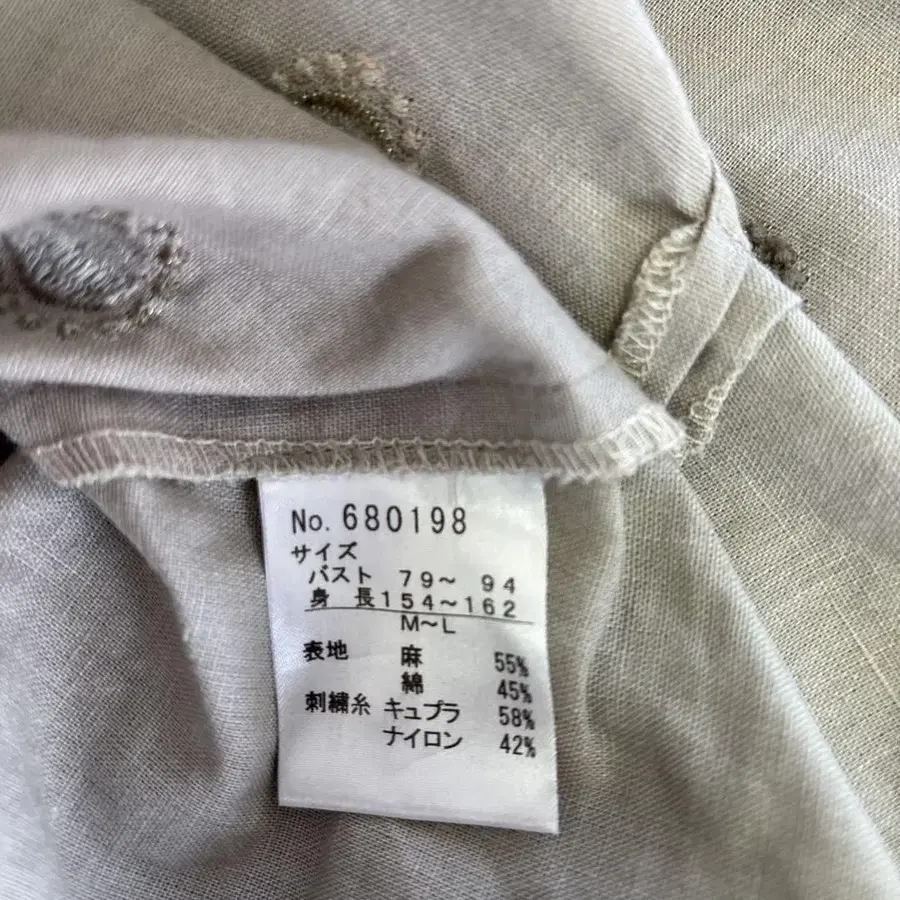 No. 680198
サイズ
バスト 79～ 94
身 長154～162
M～L
表地 麻 55%
綿 45%
刺繍糸 キュプラ 58%
ナイロン 42%